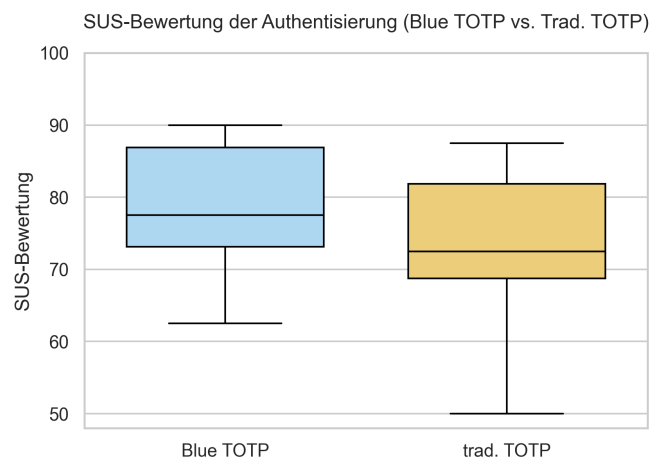 SUS-Bewertung der Authentisierung (Blue TOTP vs. Trad. TOTP)
100
90
80
70
60
50
SUS-Bewertung
Blue TOTP
trad. TOTP